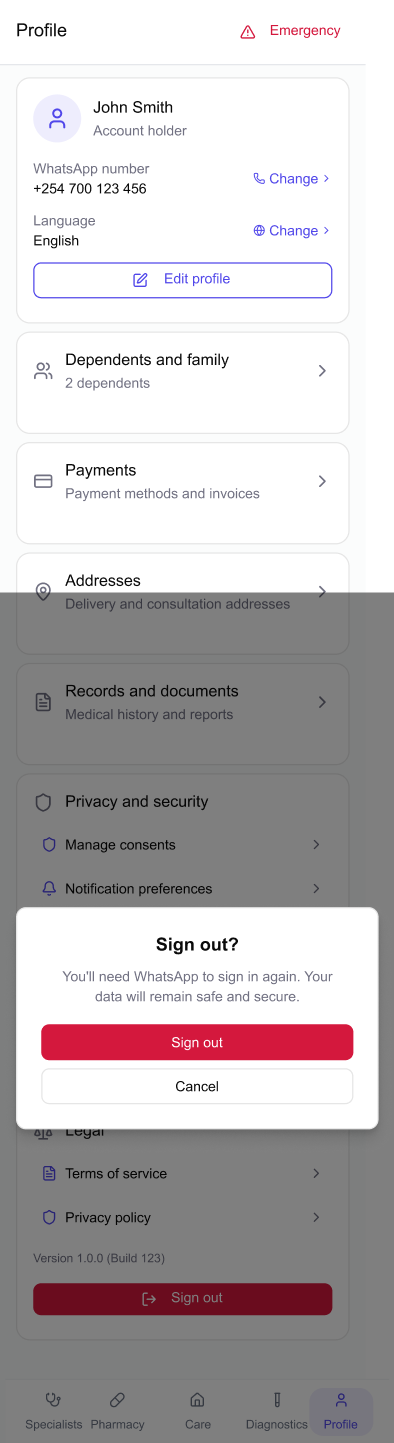 Profile
Emergency
John Smith
Account holder
WhatsApp number
+254 700 123 456
Change
Language
English
Change
Edit profile
Dependents and family
2 dependents
Payments
Payment methods and invoices
Addresses
Delivery and consultation addresses
Records and documents
Medical history and reports
Privacy and security
Manage consents
Notification preferences
Sign out?
You'll need WhatsApp to sign in again. Your
data will remain safe and secure.
Sign out
Cancel
Legal
Terms of service
Privacy policy
Version 1.0.0 (Build 123)
Sign out
Specialists
Pharmacy
Care
Diagnostics
Profile